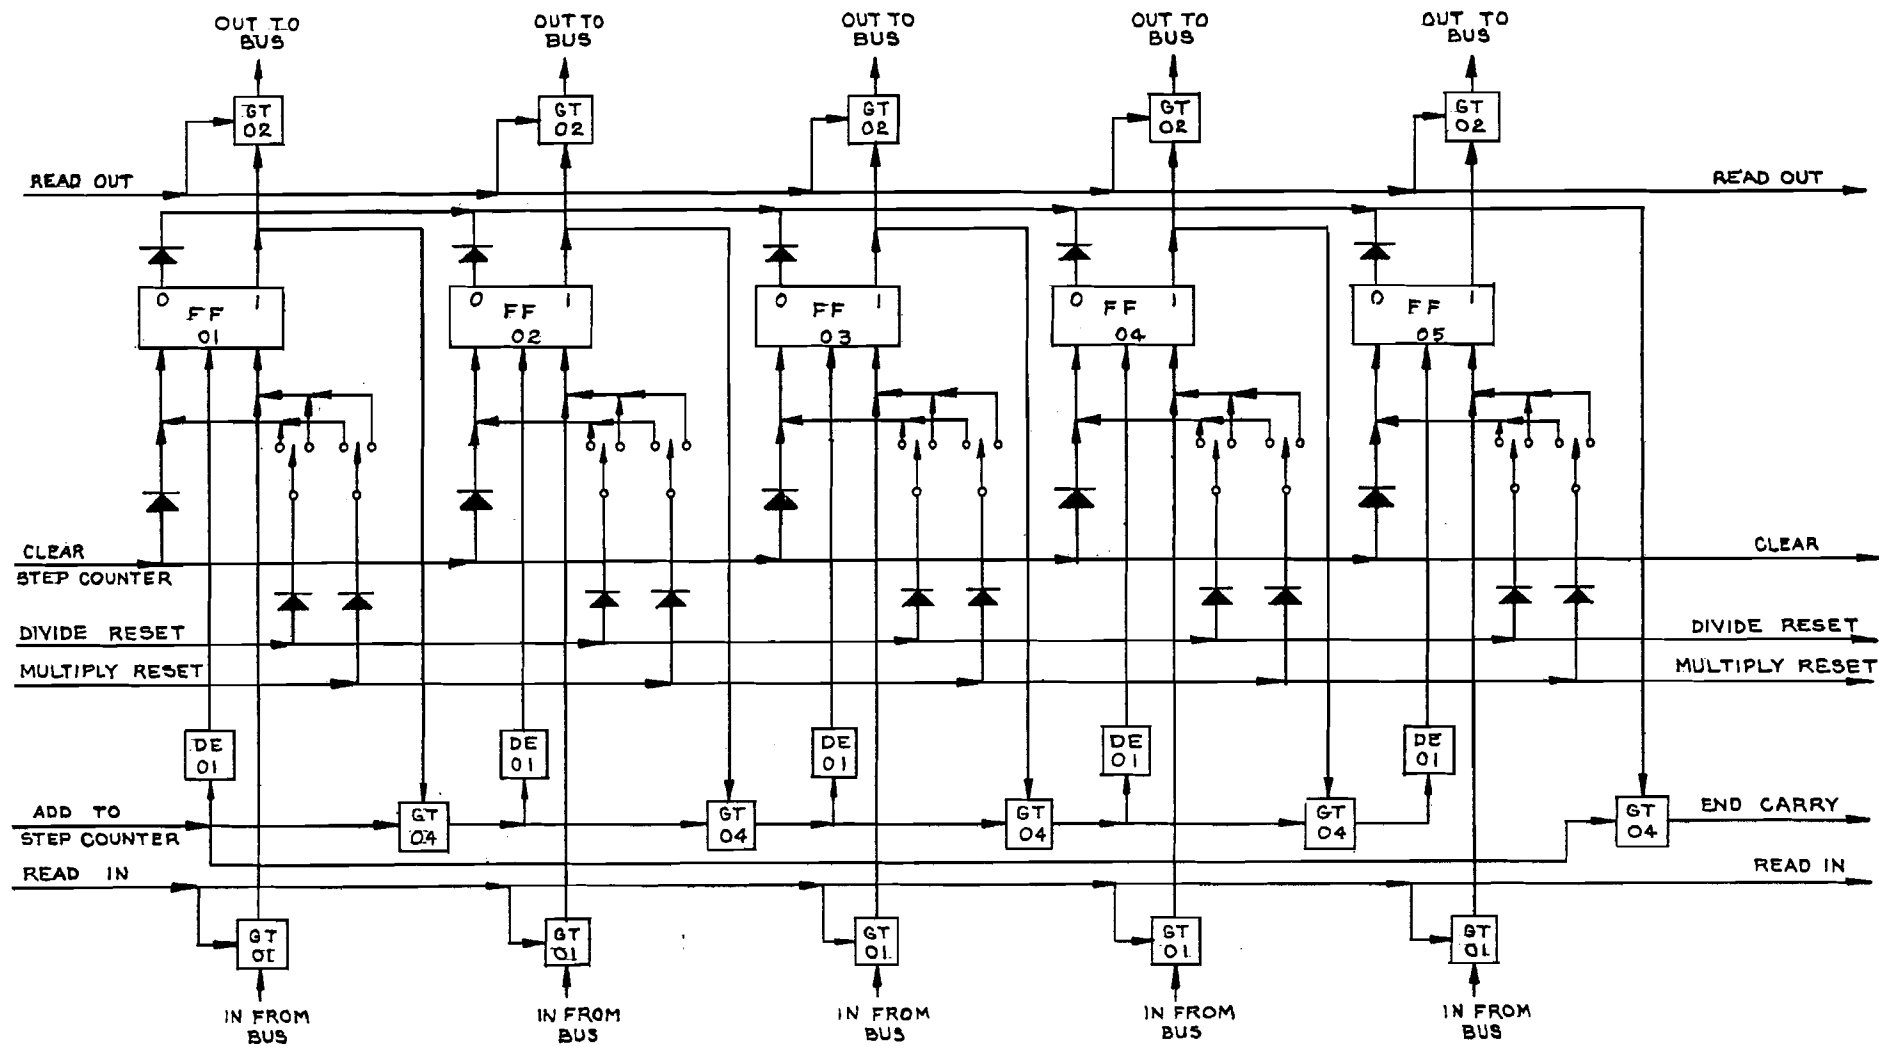 OUT TO
BUS
OUT TO
BUS
OUT TO
BUS
OUT TO
BUS
OUT TO
BUS
GT
02
GT
02
GT
02
GT
02
GT
02
READ OUT
READ OUT
0 1
FF
01
0 1
FF
02
0 1
FF
03
0 1
FF
04
0 1
FF
05
CLEAR
STEP COUNTER
CLEAR
DIVIDE RESET
DIVIDE RESET
MULTIPLY RESET
MULTIPLY RESET
DE
01
DE
01
DE
01
DE
01
DE
01
ADD TO
STEP COUNTER
GT
04
GT
04
GT
04
GT
04
GT
04
END CARRY
READ IN
READ IN
GT
01
GT
01
GT
01
GT
01
GT
01
IN FROM
BUS
IN FROM
BUS
IN FROM
BUS
IN FROM
BUS
IN FROM
BUS